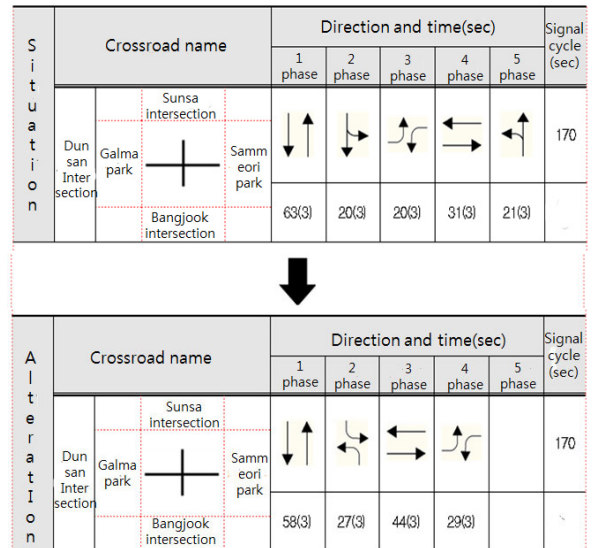 Situation
Crossroad name
Direction and time(sec)
Signal
cycle
(sec)
1
phase
2
phase
3
phase
4
phase
5
phase
Dun
san
Inter
section
Galma
park
Sunsa
intersection
Bangjook
intersection
Samm
eori
park
170
63(3) 20(3) 20(3) 31(3) 21(3)
AlteratIon
Crossroad name
Direction and time(sec)
Signal
cycle
(sec)
1
phase
2
phase
3
phase
4
phase
5
phase
Dun
san
Inter
section
Galma
park
Sunsa
intersection
Bangjook
intersection
Samm
eori
park
170
58(3) 27(3) 44(3) 29(3)